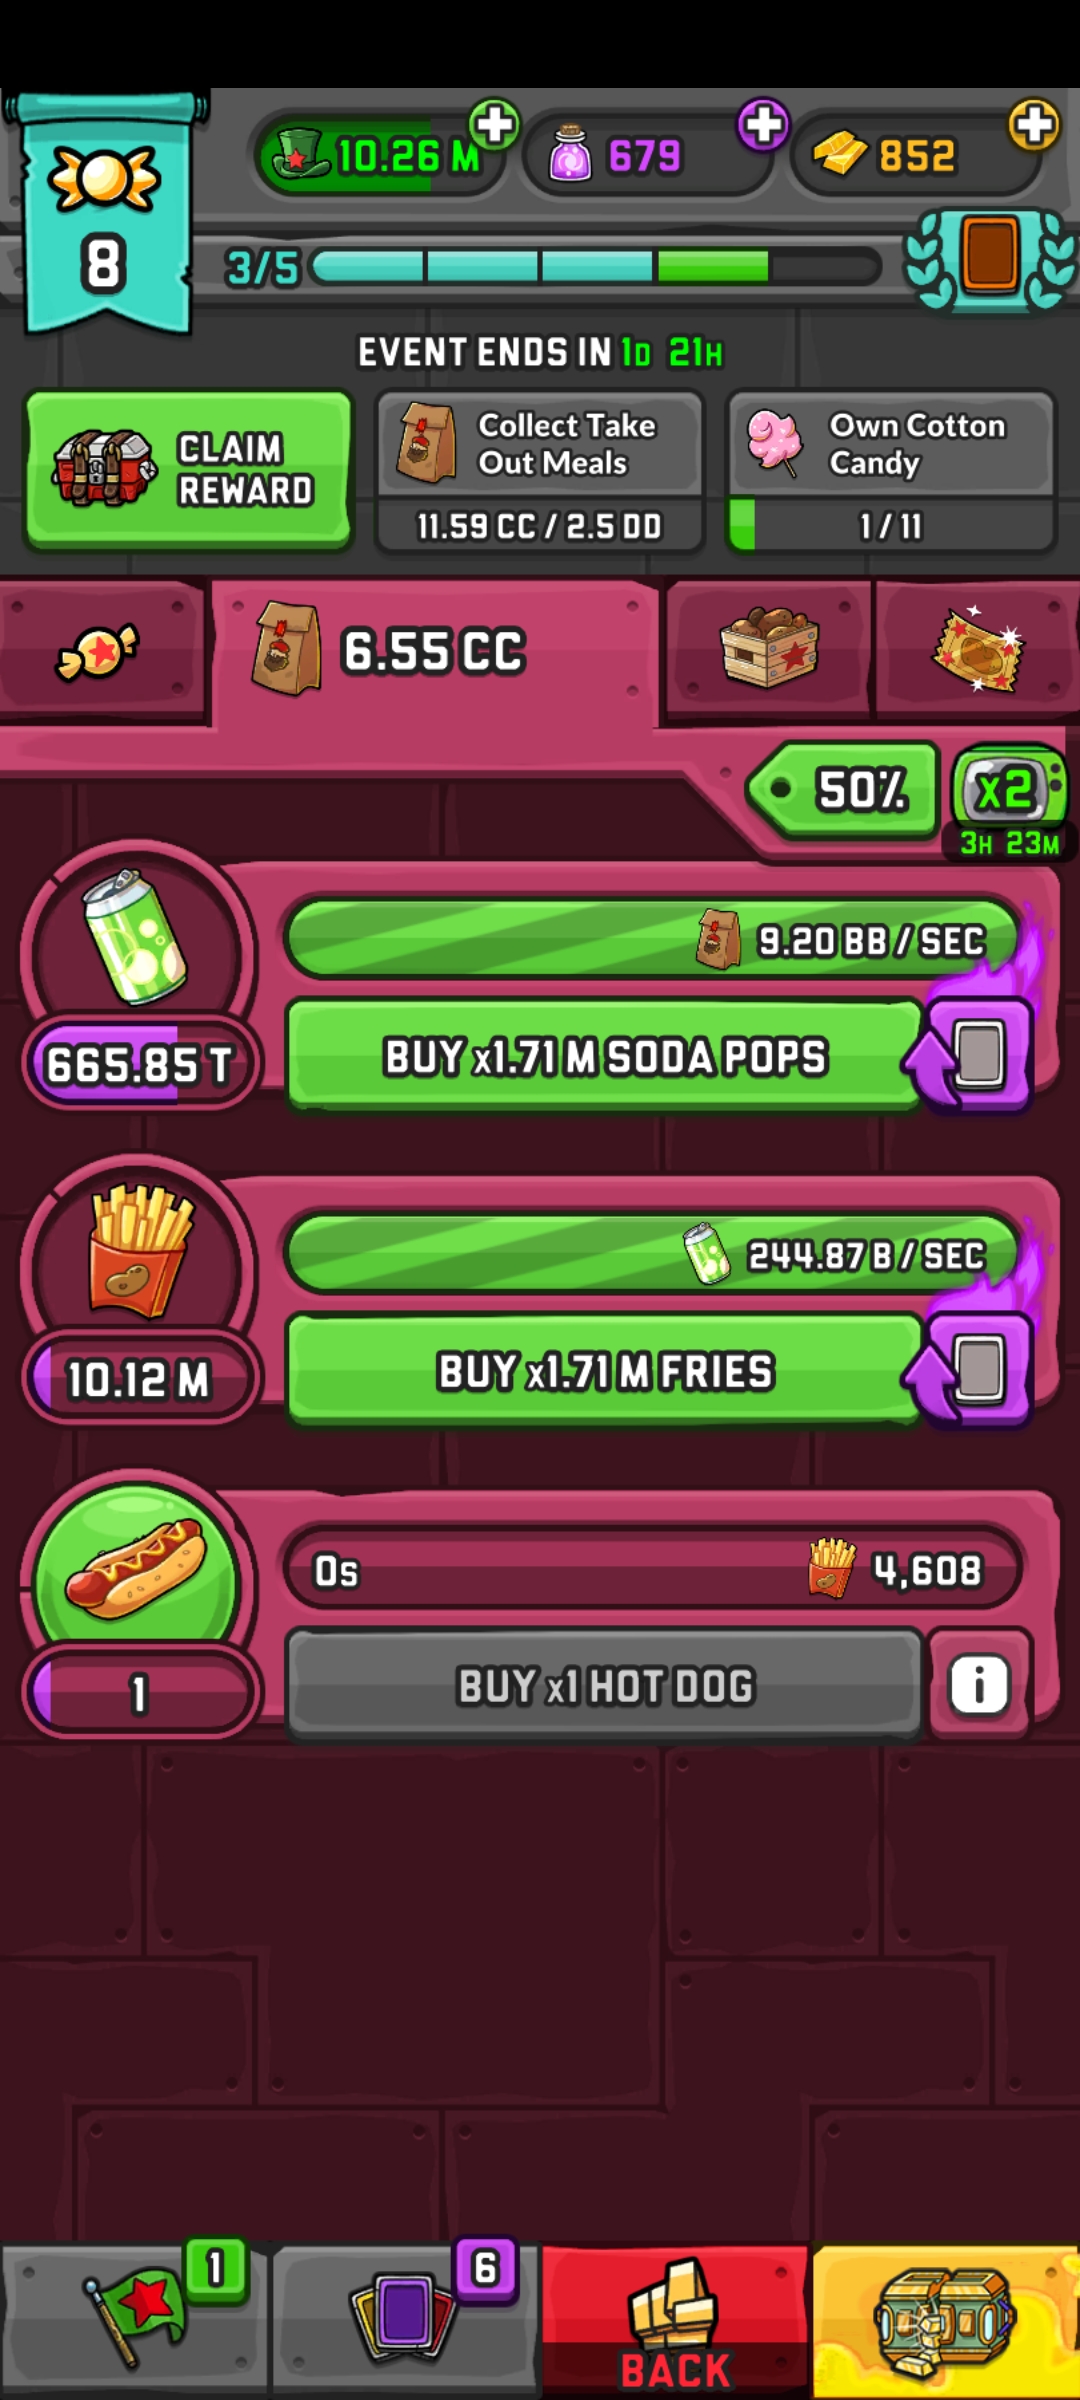 10.26 M
679
852
8
3/5
EVENT ENDS IN 1D 21H
CLAIM
REWARD
Collect Take
Out Meals
11.59 CC / 2.5 DD
Own Cotton
Candy
1 / 11
6.55 CC
50%
x2
3H 23M
9.20 BB / SEC
665.85 T
BUY x1.71 M SODA POPS
244.87 B / SEC
10.12 M
BUY x1.71 M FRIES
0s
4,608
1
BUY x1 HOT DOG
i
1
6
BACK